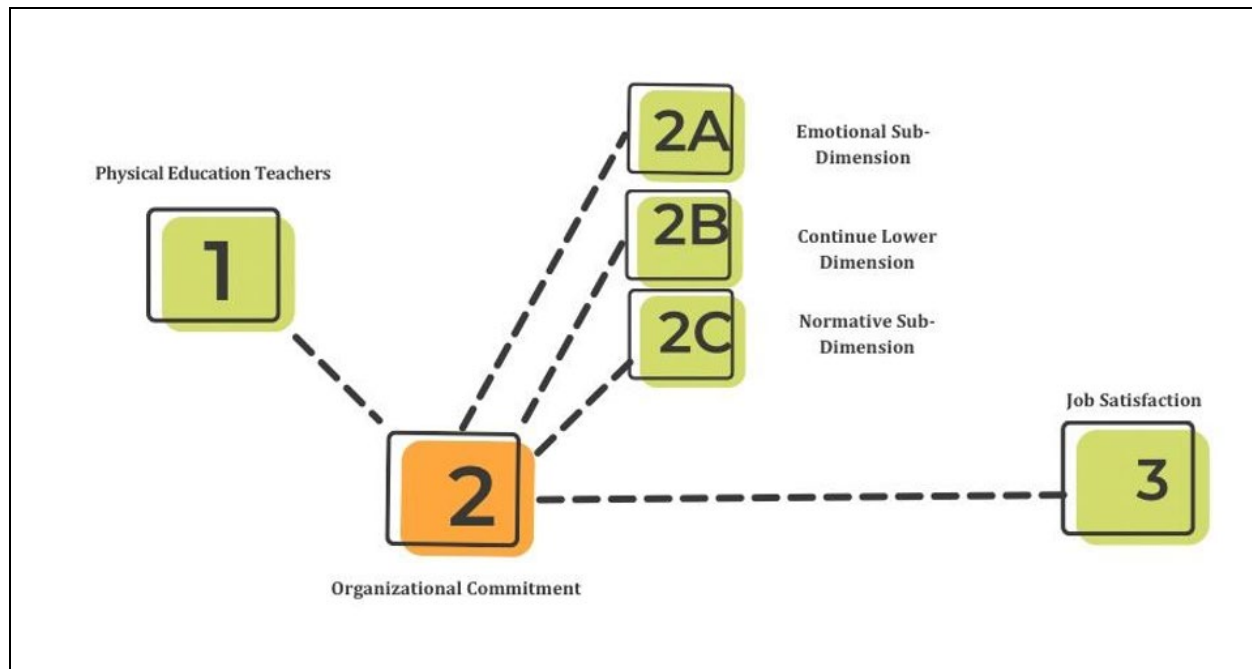 Physical Education Teachers
1
2A
Emotional Sub-
Dimension
2B
Continue Lower
Dimension
2C
Normative Sub-
Dimension
Job Satisfaction
3
2
Organizational Commitment